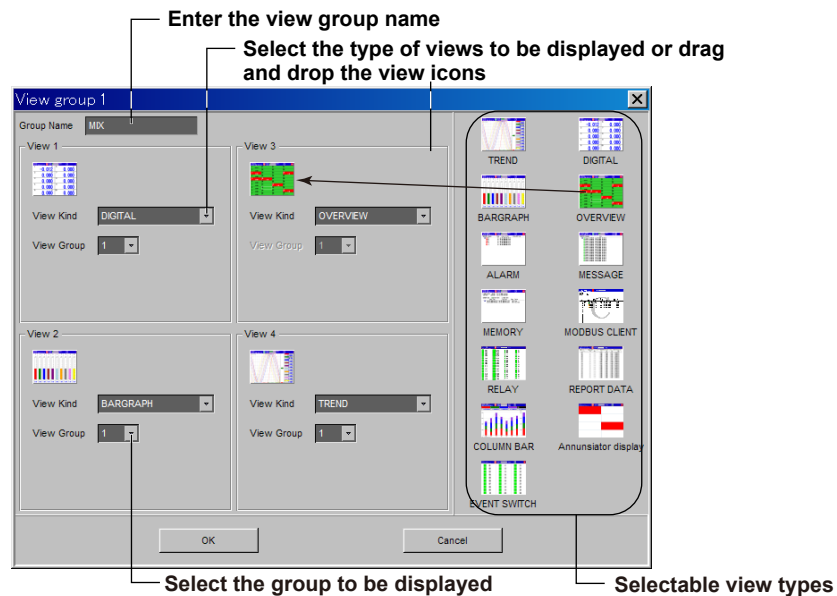 Enter the view group name
Select the type of views to be displayed or drag
and drop the view icons
View group 1
Group Name MIX
View 1
View Kind DIGITAL
View Group 1
View 3
View Kind OVERVIEW
View Group 1
View 2
View Kind BARGRAPH
View Group 1
View 4
View Kind TREND
View Group 1
TREND DIGITAL
BARGRAPH OVERVIEW
ALARM MESSAGE
MEMORY MODBUS CLIENT
RELAY REPORT DATA
COLUMN BAR Annunsiator display
EVENT SWITCH
OK Cancel
Select the group to be displayed
Selectable view types